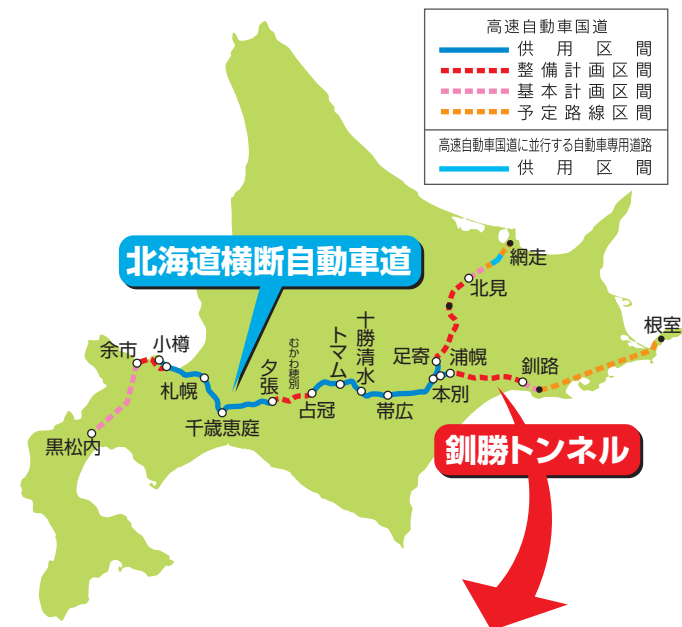 高速自動車国道
供用区間
整備計画区間
基本計画区間
予定路線区間
高速自動車国道に並行する自動車専用道路
供用区間
北海道横断自動車道
網走
北見
根室
余市
小樽
札幌
千歳恵庭
夕張
むかわ穂別
占冠
トマム
十勝清水
帯広
足寄
浦幌
本別
釧路
黒松内
釧勝トンネル